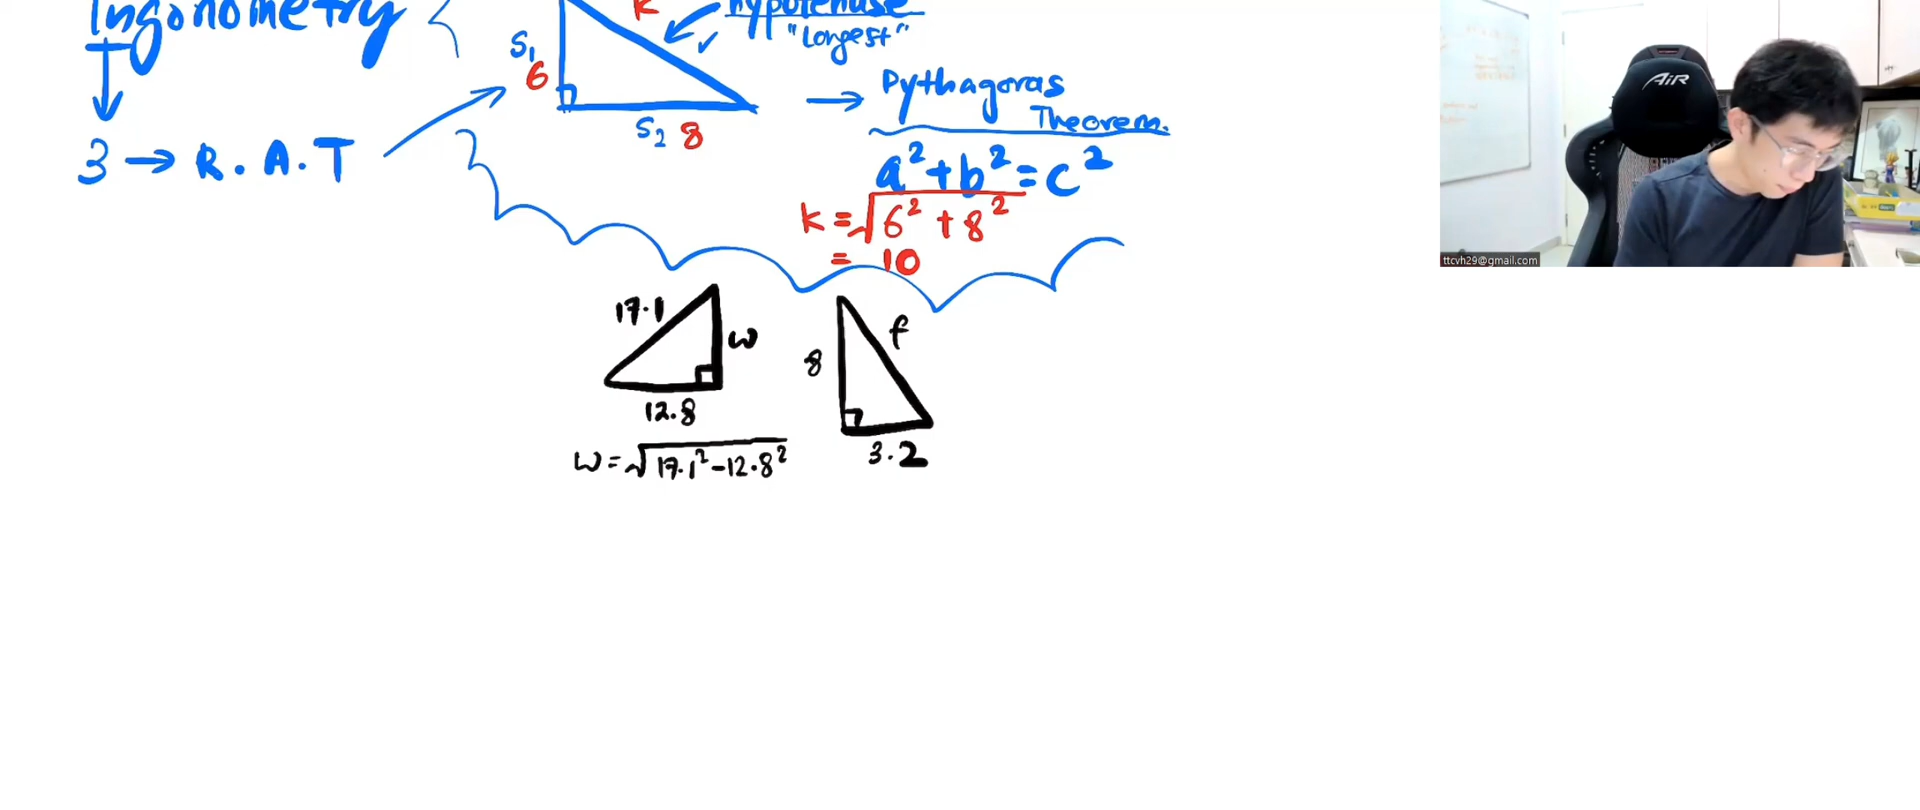 Trigonometry
k
hypotenuse
"Longest"
S1
6
S2 8
→ Pythagoras
Theorem.
3 → R.A.T
a²+b²=c²
k = √6² + 8²
= 10
17.1
w
12.8
w=√17.1²-12.8²
8
f
3.2
AiR
ttcvh29@gmail.com